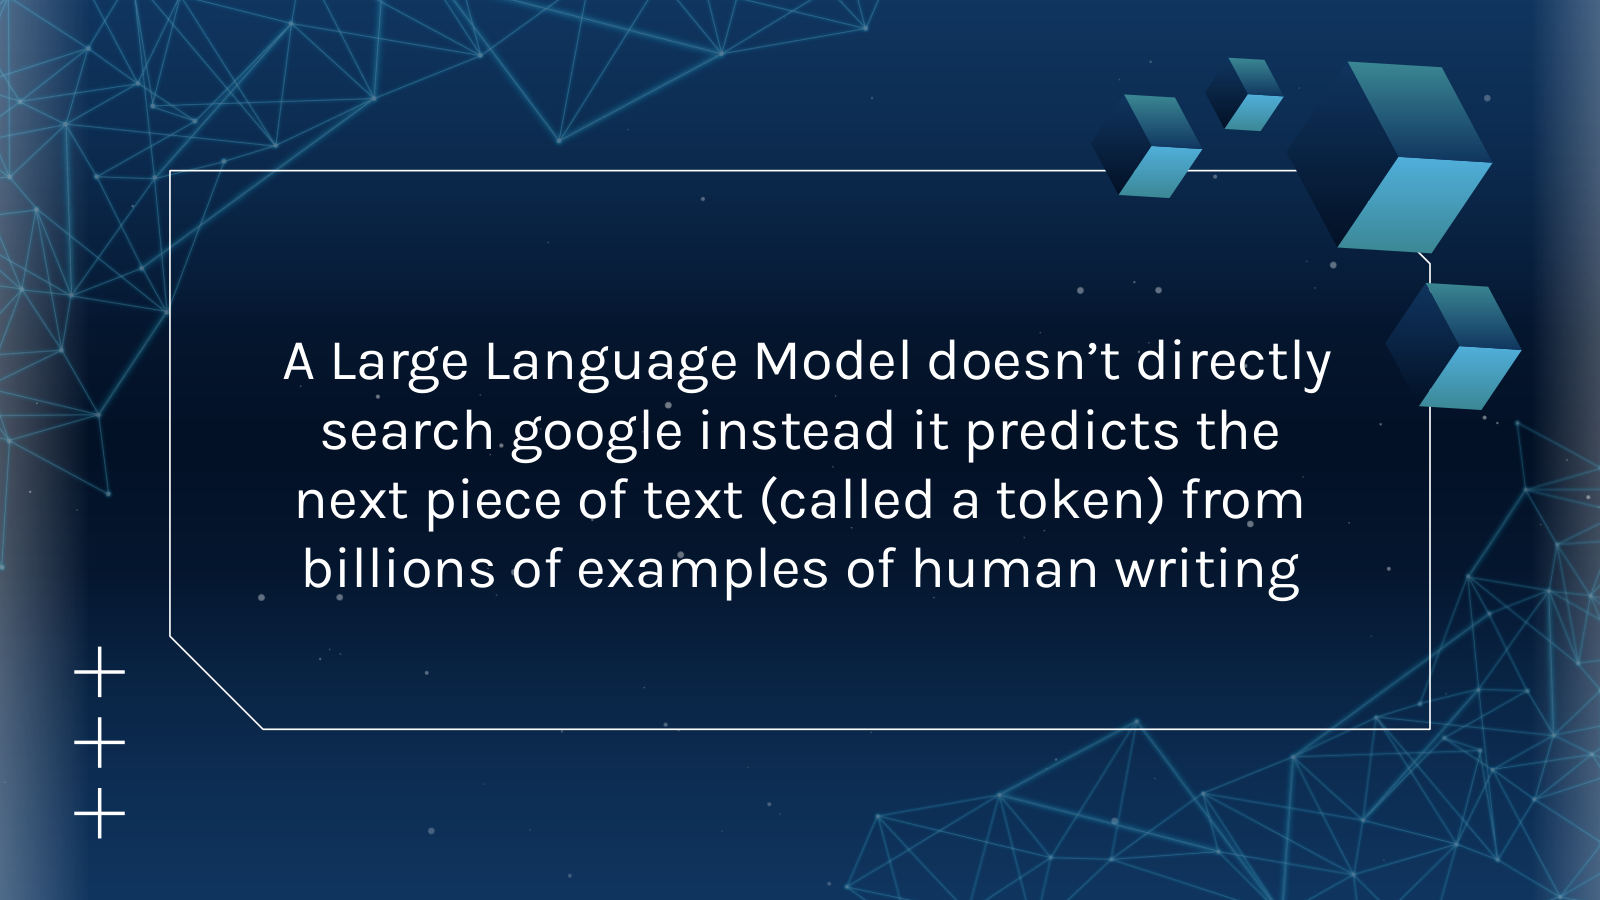 A Large Language Model doesn’t directly
search google instead it predicts the
next piece of text (called a token) from
billions of examples of human writing